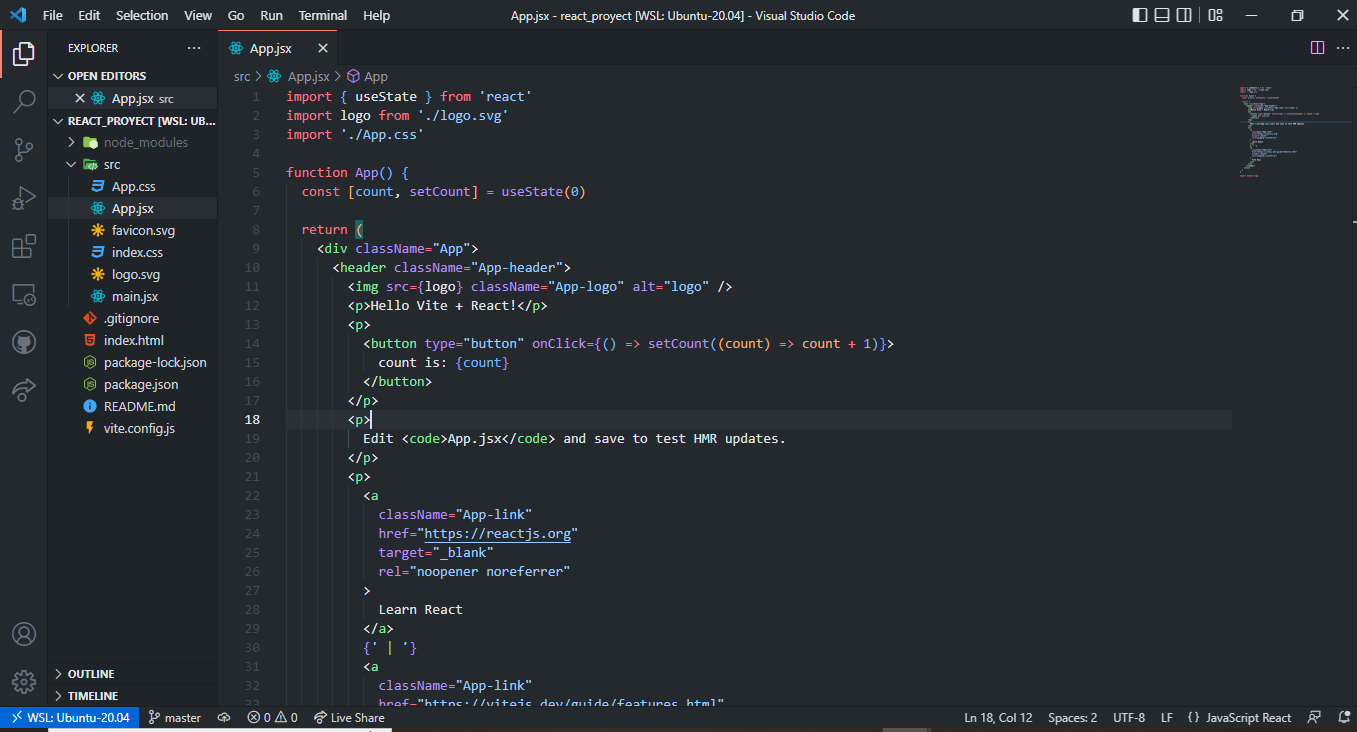 File Edit Selection View Go Run Terminal Help App.jsx - react_proyect [WSL: Ubuntu-20.04] - Visual Studio Code
EXPLORER ...
OPEN EDITORS
App.jsx src
REACT_PROYECT [WSL: UB...
node_modules
src
App.css
App.jsx
favicon.svg
index.css
logo.svg
main.jsx
.gitignore
index.html
package-lock.json
package.json
README.md
vite.config.js
OUTLINE
TIMELINE
App.jsx
src > App.jsx > App
1 import { useState } from 'react'
2 import logo from './logo.svg'
3 import './App.css'
4
5 function App() {
6   const [count, setCount] = useState(0)
7
8   return (
9     <div className="App">
10       <header className="App-header">
11         <img src={logo} className="App-logo" alt="logo" />
12         <p>Hello Vite + React!</p>
13         <p>
14           <button type="button" onClick={() => setCount((count) => count + 1)}>
15             count is: {count}
16           </button>
17         </p>
18         <p>
19           Edit <code>App.jsx</code> and save to test HMR updates.
20         </p>
21         <p>
22           <a
23             className="App-link"
24             href="https://reactjs.org"
25             target="_blank"
26             rel="noopener noreferrer"
27           >
28             Learn React
29           </a>
30           {' | '}
31           <a
32             className="App-link"
33             href="https://vitejs.dev/guide/features.html"
WSL: Ubuntu-20.04 master 0 0 Live Share Ln 18, Col 12 Spaces: 2 UTF-8 LF {} JavaScript React